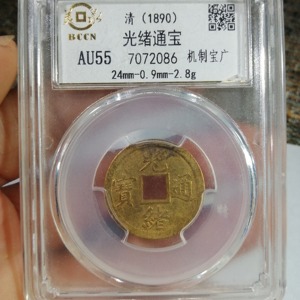 BCCN
清（1890）
光绪通宝
AU55 7072086 机制宝广
24mm-0.9mm-2.8g
光
寶 通
緒